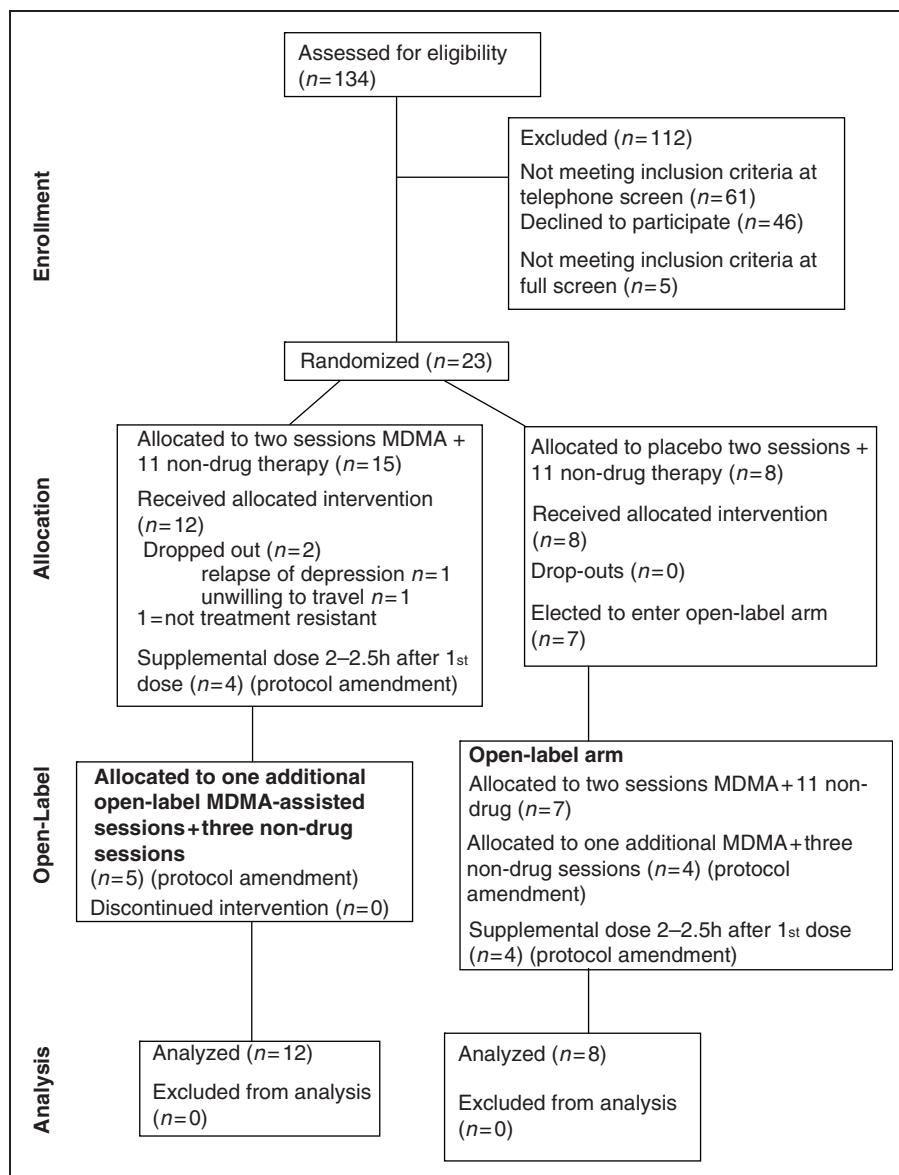 Assessed for eligibility
(n=134)
Enrollment
Excluded (n=112)
Not meeting inclusion criteria at
telephone screen (n=61)
Declined to participate (n=46)
Not meeting inclusion criteria at
full screen (n=5)
Randomized (n=23)
Allocation
Allocated to two sessions MDMA +
11 non-drug therapy (n=15)
Received allocated intervention
(n=12)
Dropped out (n=2)
relapse of depression n=1
unwilling to travel n=1
1=not treatment resistant
Supplemental dose 2–2.5h after 1st
dose (n=4) (protocol amendment)
Allocated to placebo two sessions +
11 non-drug therapy (n=8)
Received allocated intervention
(n=8)
Drop-outs (n=0)
Elected to enter open-label arm
(n=7)
Open-Label
Allocated to one additional
open-label MDMA-assisted
sessions+three non-drug
sessions
(n=5) (protocol amendment)
Discontinued intervention (n=0)
Open-label arm
Allocated to two sessions MDMA+11 non-
drug (n=7)
Allocated to one additional MDMA+three
non-drug sessions (n=4) (protocol
amendment)
Supplemental dose 2–2.5h after 1st dose
(n=4) (protocol amendment)
Analysis
Analyzed (n=12)
Excluded from analysis
(n=0)
Analyzed (n=8)
Excluded from analysis
(n=0)